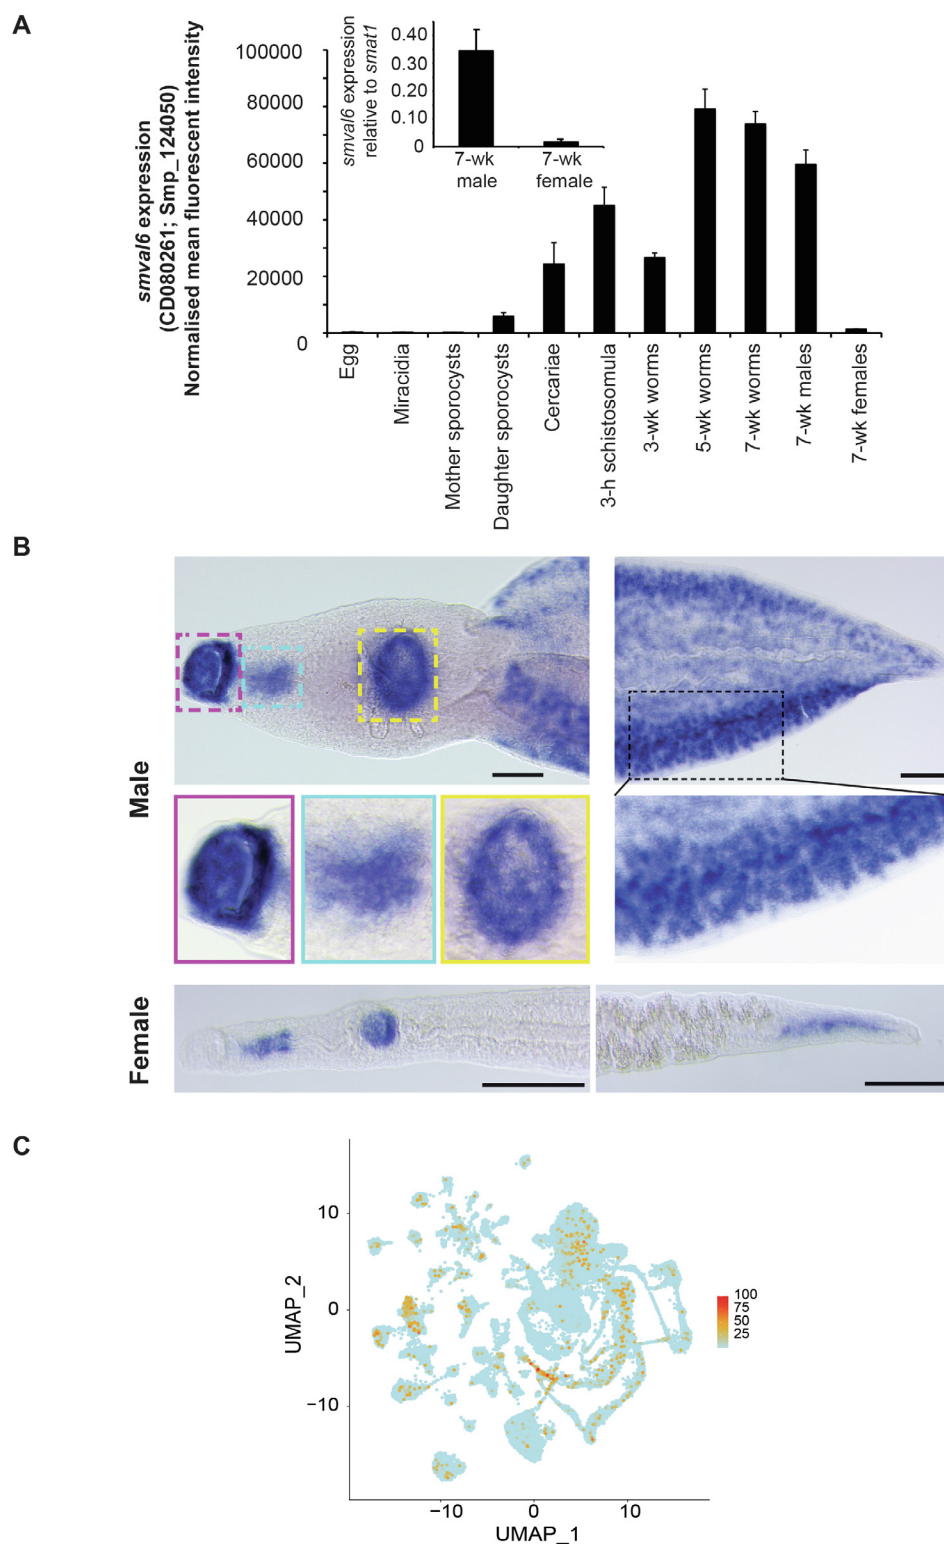 A
smval6 expression
(CD080261; Smp_124050)
Normalised mean fluorescent intensity
100000
80000
60000
40000
20000
0
smval6 expression
relative to smat1
0.40
0.30
0.20
0.10
0
7-wk
male
7-wk
female
Egg
Miracidia
Mother sporocysts
Daughter sporocysts
Cercariae
3-h schistosomula
3-wk worms
5-wk worms
7-wk worms
7-wk males
7-wk females
B
Male
Female
C
UMAP_2
10
0
−10
−10
0
10
UMAP_1
100
75
50
25